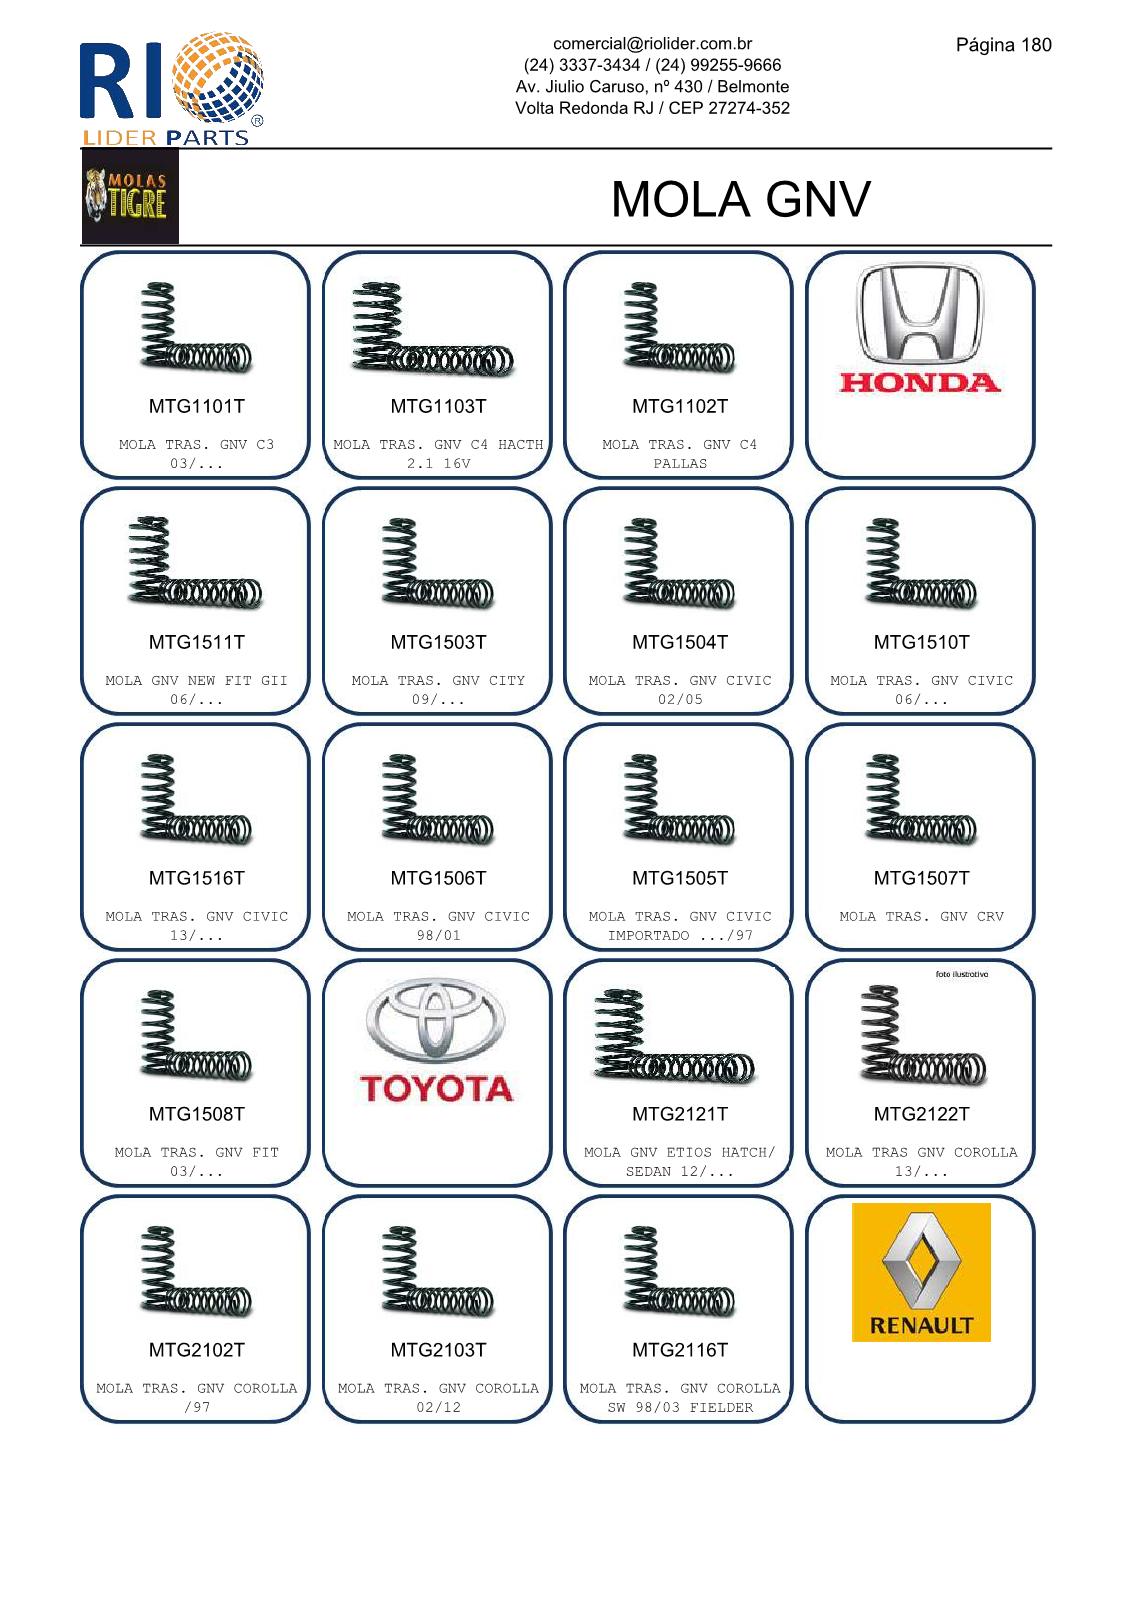 RIO
LIDER PARTS
®
comercial@riolider.com.br
(24) 3337-3434 / (24) 99255-9666
Av. Jiulio Caruso, nº 430 / Belmonte
Volta Redonda RJ / CEP 27274-352
Página 180
MOLAS
TIGRE
MOLA GNV
MTG1101T
MOLA TRAS. GNV C3
03/...
MTG1103T
MOLA TRAS. GNV C4 HACTH
2.1 16V
MTG1102T
MOLA TRAS. GNV C4
PALLAS
HONDA
MTG1511T
MOLA GNV NEW FIT GII
06/...
MTG1503T
MOLA TRAS. GNV CITY
09/...
MTG1504T
MOLA TRAS. GNV CIVIC
02/05
MTG1510T
MOLA TRAS. GNV CIVIC
06/...
MTG1516T
MOLA TRAS. GNV CIVIC
13/...
MTG1506T
MOLA TRAS. GNV CIVIC
98/01
MTG1505T
MOLA TRAS. GNV CIVIC
IMPORTADO .../97
MTG1507T
MOLA TRAS. GNV CRV
MTG1508T
MOLA TRAS. GNV FIT
03/...
TOYOTA
MTG2121T
MOLA GNV ETIOS HATCH/
SEDAN 12/...
foto ilustrativa
MTG2122T
MOLA TRAS GNV COROLLA
13/...
MTG2102T
MOLA TRAS. GNV COROLLA
/97
MTG2103T
MOLA TRAS. GNV COROLLA
02/12
MTG2116T
MOLA TRAS. GNV COROLLA
SW 98/03 FIELDER
RENAULT